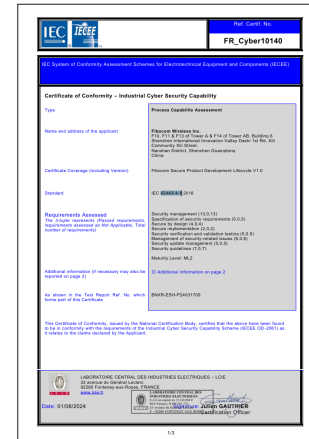 IEC IECEE
Ref. Certif. No.
FR_Cyber10140
IEC System of Conformity Assessment Schemes for Electrotechnical Equipment and Components (IECEE)
Certificate of Conformity – Industrial Cyber Security Capability
Type
Process Capability Assessment
Name and address of the applicant
Fibocom Wireless Inc.
F10, F11 & F13 of Tower A & F14 of Tower AB, Building 6
Shenzhen International Innovation Valley Dashi 1st Rd, Xili
Community Xili Street,
Nanshan District, Shenzhen Guangdong
China
Certificate Coverage (including Version)
Fibocom Secure Product Development Lifecycle V1.0
Standard
IEC 62443-4-1:2018
Requirements Assessed
The 3-tuple represents (Passed requirements,
requirements assessed as Not Applicable, Total
number of requirements)
Security management (13,0,13)
Specification of security requirements (5,0,5)
Secure by design (4,0,4)
Secure implementation (2,0,2)
Security verification and validation testing (5,0,5)
Management of security related issues (6,0,6)
Security update management (5,0,5)
Security guidelines (7,0,7)
Maturity Level: ML2
Additional information (if necessary may also be
reported on page 2)
☒ Additional Information on page 2
As shown in the Test Report Ref. No. which
forms part of this Certificate
BNKR-ESH-P24031709
This Certificate of Conformity, issued by the National Certification Body, certifies that the above have been found
to be in conformity with the requirements of the Industrial Cyber Security Capability Scheme (IECEE OD-2061) as
it relates to the claims declared by the Applicant.
LABORATOIRE CENTRAL DES INDUSTRIES ELECTRIQUES – LCIE
33 avenue du Général Leclerc
92260 Fontenay-aux-Roses, FRANCE
www.lcie.fr
LABORATOIRE CENTRAL DES
INDUSTRIES ELECTRIQUES
Date: 01/08/2024
Signature: Julien GAUTHIER
Certification Officer
1/3